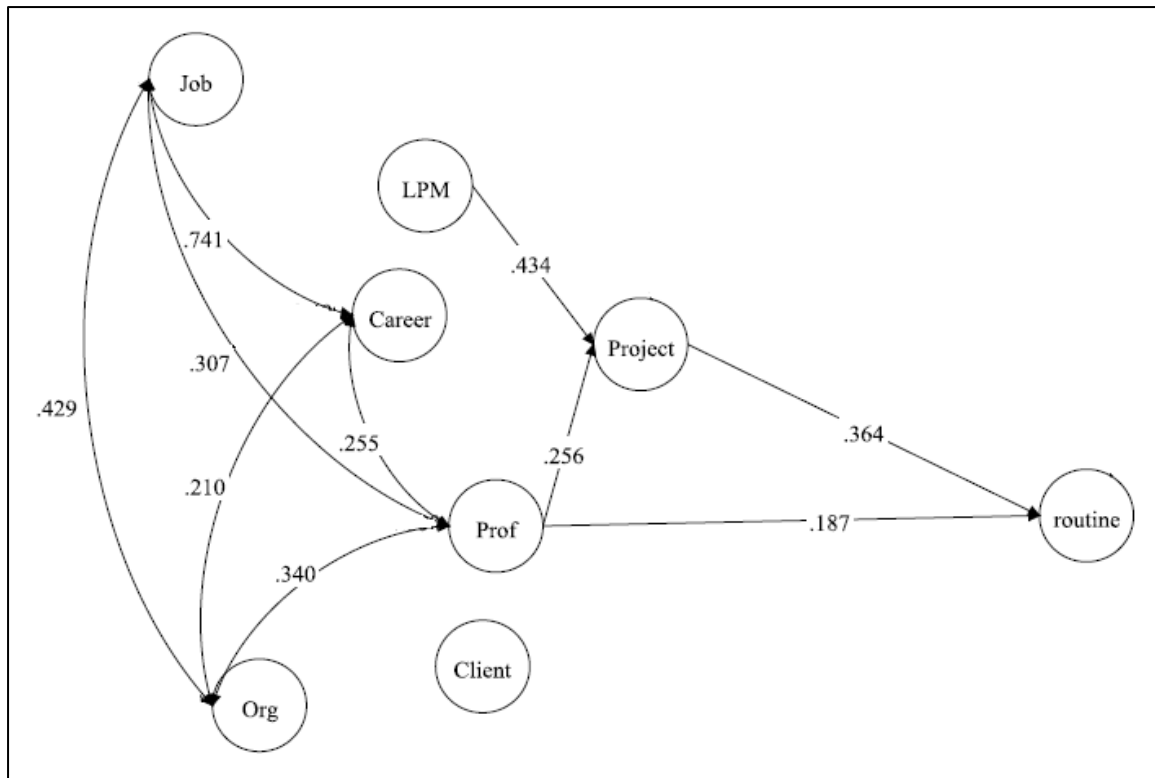 Job
LPM
.741
.434
Career
Project
.307
.429
.364
.255
.256
.210
Prof
.187
routine
.340
Client
Org